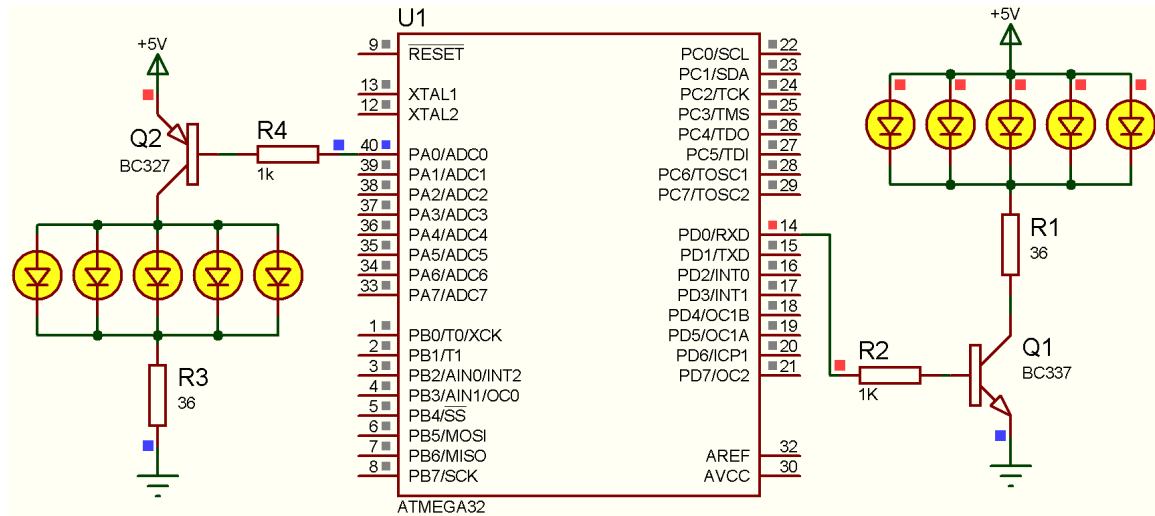 U1
+5V
Q2
BC327
R4
1k
R3
36
9
RESET
13
XTAL1
12
XTAL2
40
PA0/ADC0
39
PA1/ADC1
38
PA2/ADC2
37
PA3/ADC3
36
PA4/ADC4
35
PA5/ADC5
34
PA6/ADC6
33
PA7/ADC7
1
PB0/T0/XCK
2
PB1/T1
3
PB2/AIN0/INT2
4
PB3/AIN1/OC0
5
PB4/SS
6
PB5/MOSI
7
PB6/MISO
8
PB7/SCK
PC0/SCL
22
PC1/SDA
23
PC2/TCK
24
PC3/TMS
25
PC4/TDO
26
PC5/TDI
27
PC6/TOSC1
28
PC7/TOSC2
29
PD0/RXD
14
PD1/TXD
15
PD2/INT0
16
PD3/INT1
17
PD4/OC1B
18
PD5/OC1A
19
PD6/ICP1
20
PD7/OC2
21
AREF
32
AVCC
30
ATMEGA32
+5V
R1
36
R2
1K
Q1
BC337